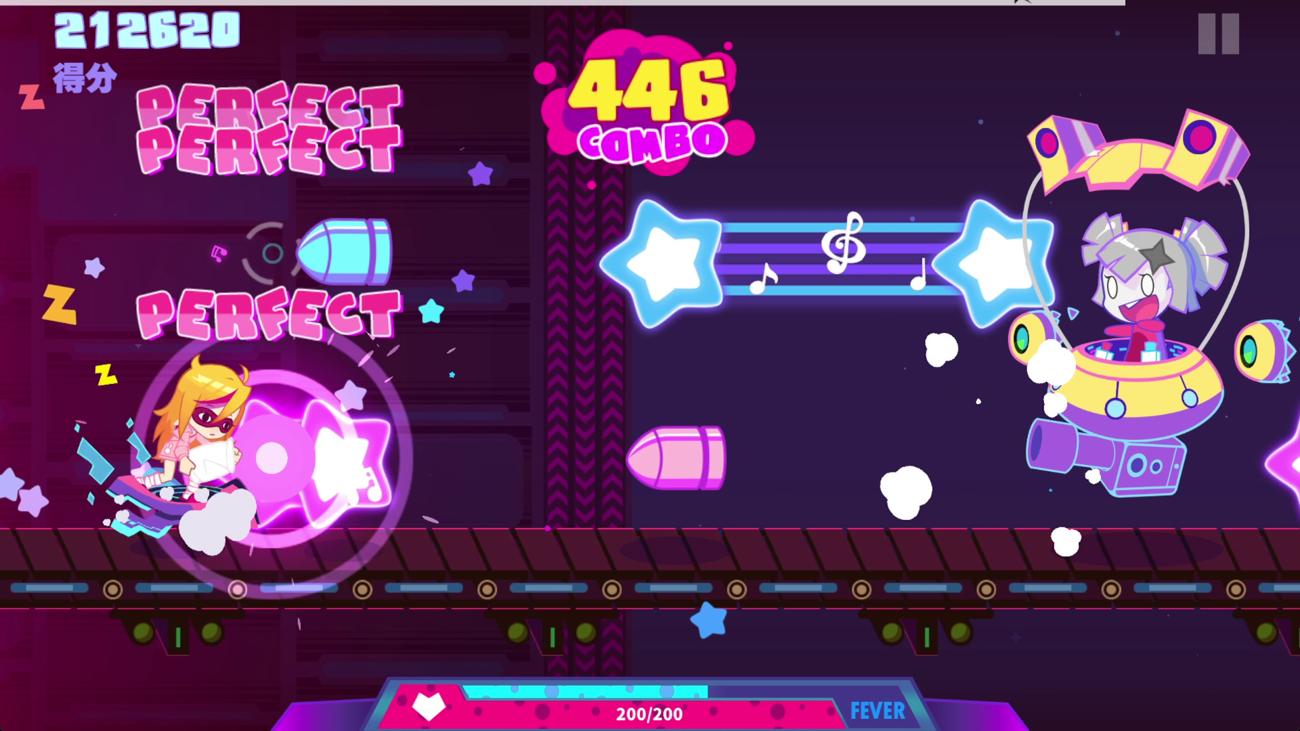 212620
得分
Z
PERFECT
PERFECT
446
COMBO
Z
PERFECT
Z
200/200
FEVER